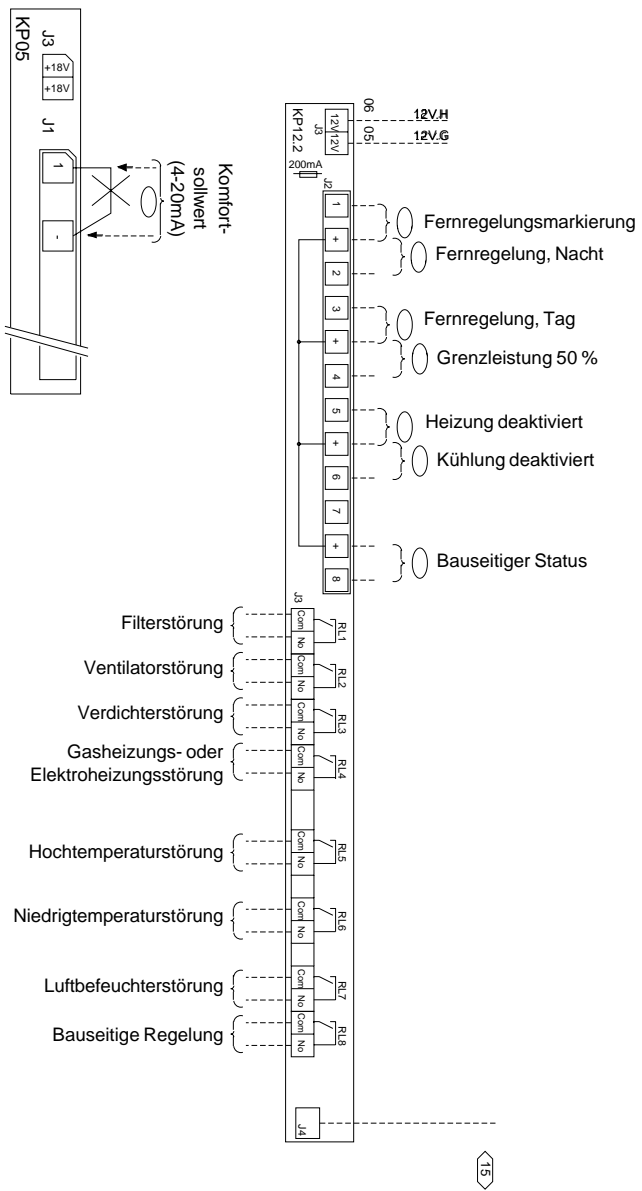 KP05
J3
+18V
+18V
J1
1
-
Komfort-
sollwert
(4-20mA)
KP12.2
06
05
12V.H
12V.G
12V
12V
J3
200mA
J2
1
+
2
3
+
4
5
+
6
7
+
8
Fernregelungsmarkierung
Fernregelung, Nacht
Fernregelung, Tag
Grenzleistung 50 %
Heizung deaktiviert
Kühlung deaktiviert
Bauseitiger Status
J3
Filterstörung
Com
No
RL1
Ventilatorstörung
Com
No
RL2
Verdichterstörung
Com
No
RL3
Gasheizungs- oder
Elektroheizungsstörung
Com
No
RL4
Hochtemperaturstörung
Com
No
RL5
Niedrigtemperaturstörung
Com
No
RL6
Luftbefeuchterstörung
Com
No
RL7
Bauseitige Regelung
Com
No
RL8
J4
15